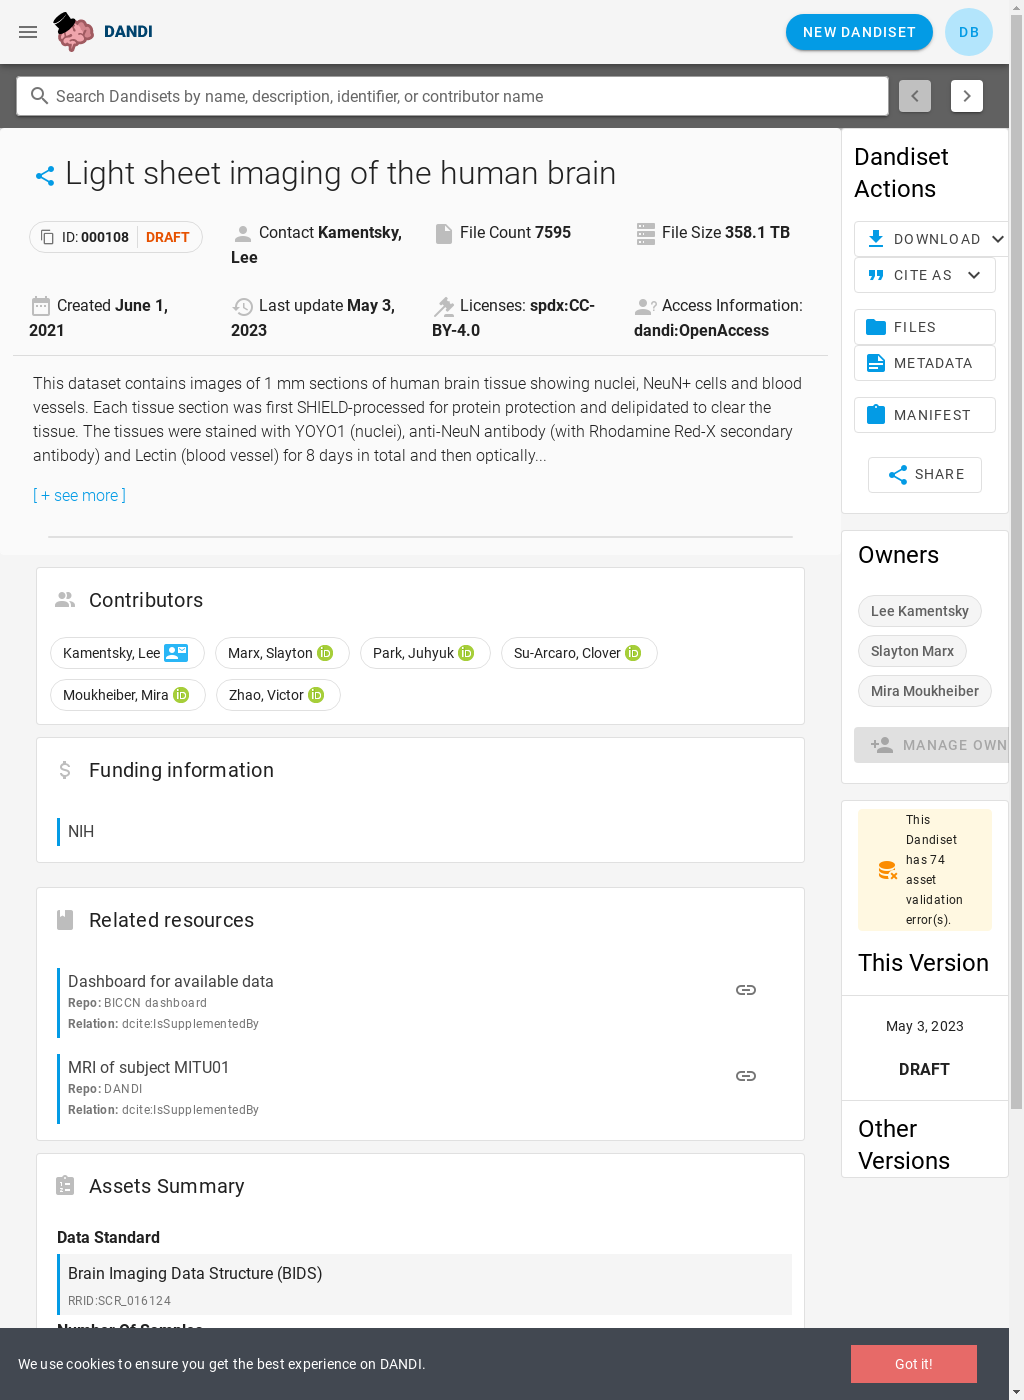 DANDI
NEW DANDISET
DB
Search Dandisets by name, description, identifier, or contributor name
Light sheet imaging of the human brain
ID: 000108 DRAFT
Contact Kamentsky, Lee
File Count 7595
File Size 358.1 TB
Created June 1, 2021
Last update May 3, 2023
Licenses: spdx:CC-BY-4.0
Access Information: dandi:OpenAccess
This dataset contains images of 1 mm sections of human brain tissue showing nuclei, NeuN+ cells and blood
vessels. Each tissue section was first SHIELD-processed for protein protection and delipidated to clear the
tissue. The tissues were stained with YOYO1 (nuclei), anti-NeuN antibody (with Rhodamine Red-X secondary
antibody) and Lectin (blood vessel) for 8 days in total and then optically...
[ + see more ]
Contributors
Kamentsky, Lee
Marx, Slayton iD
Park, Juhyuk iD
Su-Arcaro, Clover iD
Moukheiber, Mira iD
Zhao, Victor iD
Funding information
NIH
Related resources
Dashboard for available data
Repo: BICCN dashboard
Relation: dcite:IsSupplementedBy
MRI of subject MITU01
Repo: DANDI
Relation: dcite:IsSupplementedBy
Assets Summary
Data Standard
Brain Imaging Data Structure (BIDS)
RRID:SCR_016124
Number Of Samples
Dandiset
Actions
DOWNLOAD
CITE AS
FILES
METADATA
MANIFEST
SHARE
Owners
Lee Kamentsky
Slayton Marx
Mira Moukheiber
MANAGE OWN
This
Dandiset
has 74
asset
validation
error(s).
This Version
May 3, 2023
DRAFT
Other
Versions
We use cookies to ensure you get the best experience on DANDI.
Got it!